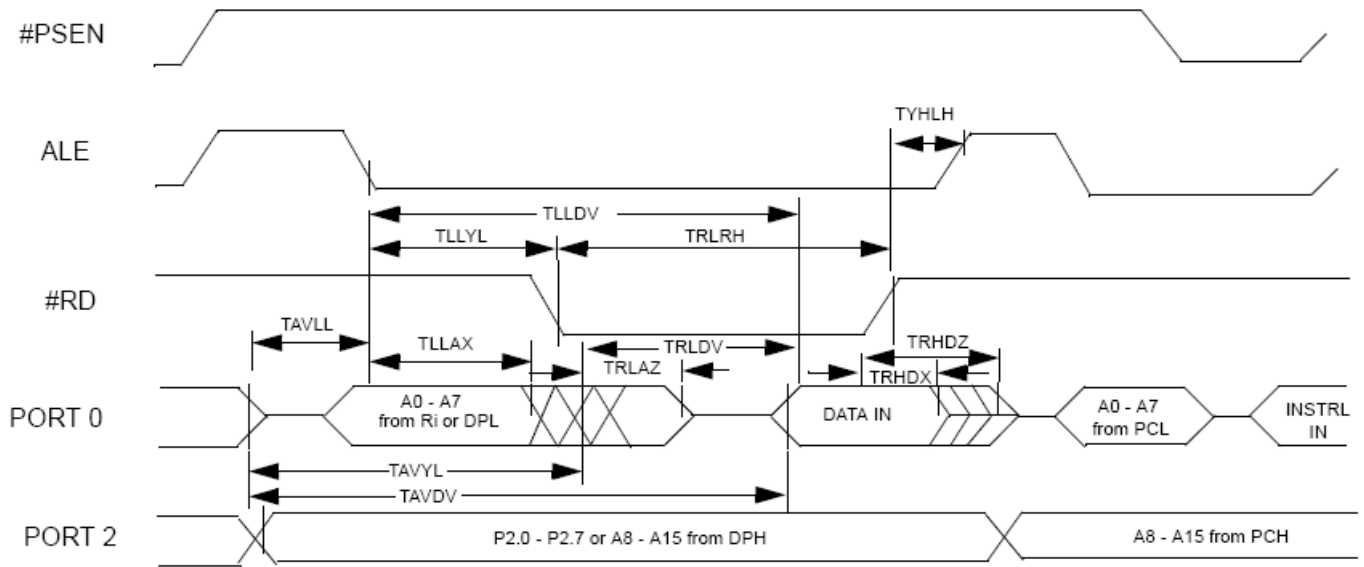 #PSEN
TYHLH
ALE
TLLDV
TLLYL
TRLRH
#RD
TAVLL
TLLAX
TRLDV
TRHDZ
TRLAZ
TRHDX
PORT 0
A0 - A7
from Ri or DPL
DATA IN
A0 - A7
from PCL
INSTRL
IN
TAVYL
TAVDV
PORT 2
P2.0 - P2.7 or A8 - A15 from DPH
A8 - A15 from PCH